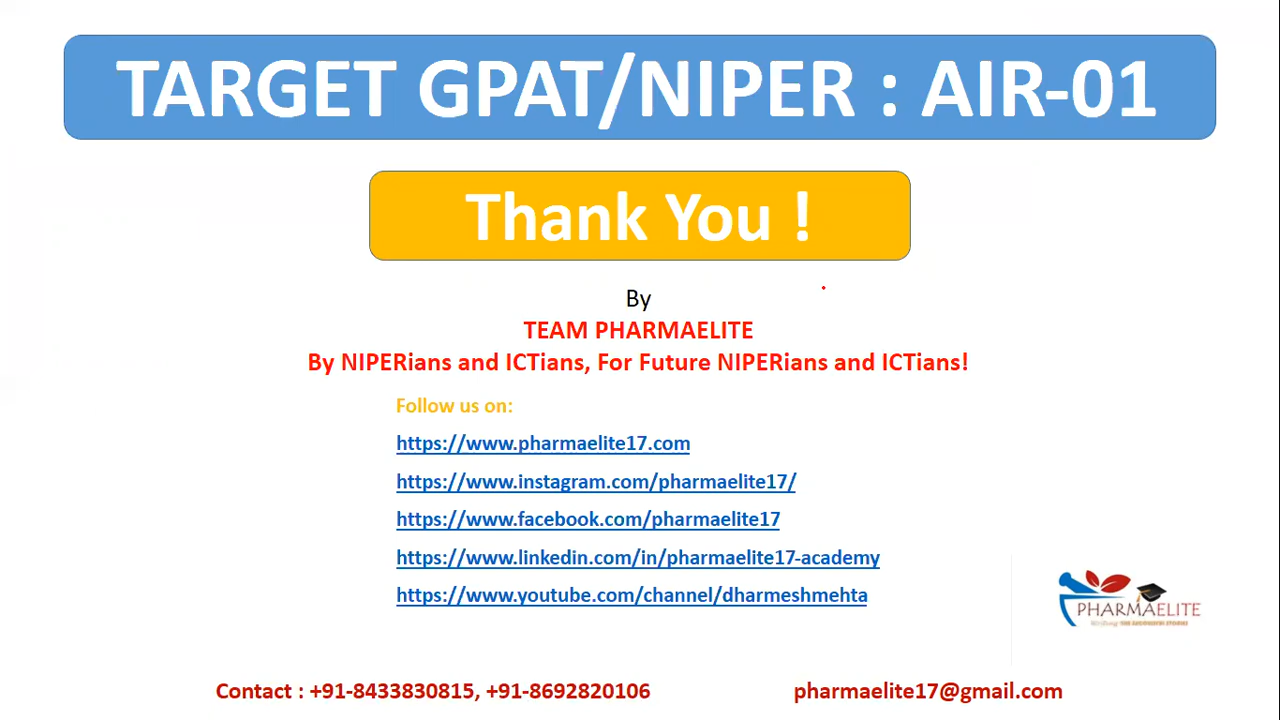 TARGET GPAT/NIPER : AIR-01
Thank You !
By
TEAM PHARMAELITE
By NIPERians and ICTians, For Future NIPERians and ICTians!
Follow us on:
https://www.pharmaelite17.com
https://www.instagram.com/pharmaelite17/
https://www.facebook.com/pharmaelite17
https://www.linkedin.com/in/pharmaelite17-academy
https://www.youtube.com/channel/dharmeshmehta
PHARMAELITE
Contact : +91-8433830815, +91-8692820106
pharmaelite17@gmail.com